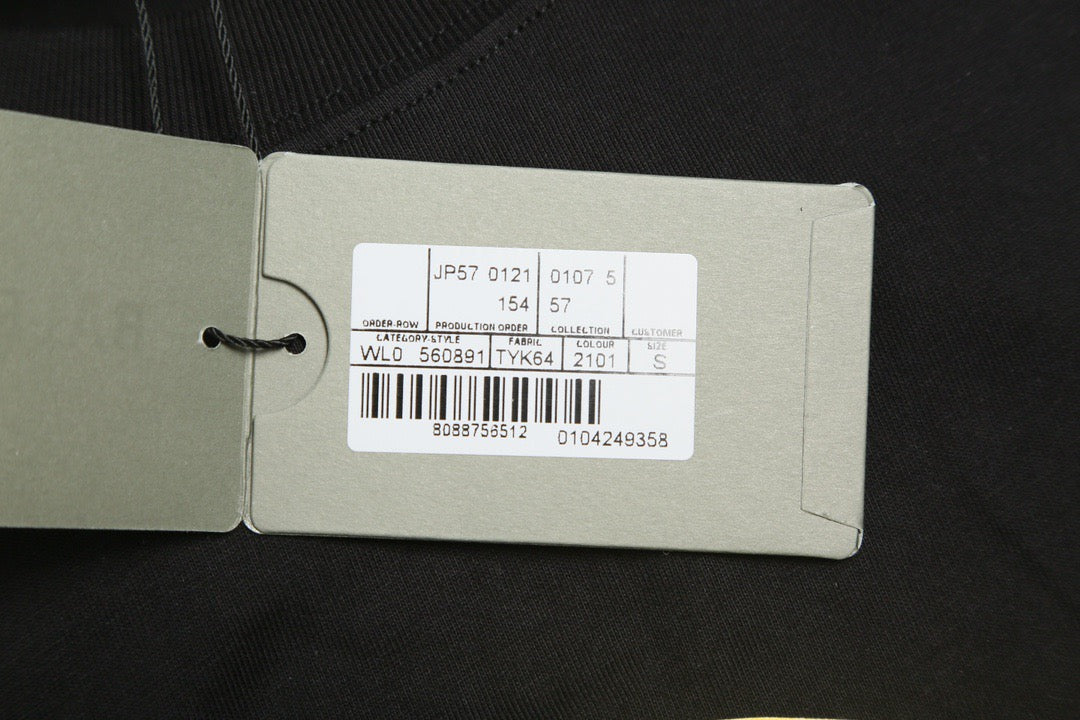 JP57 0121 0107 5
154 57
ORDER-ROW PRODUCTION ORDER COLLECTION CUSTOMER
CATEGORY-STYLE FABRIC COLOUR SIZE
WL0 560891 TYK64 2101 S
8088756512 0104249358